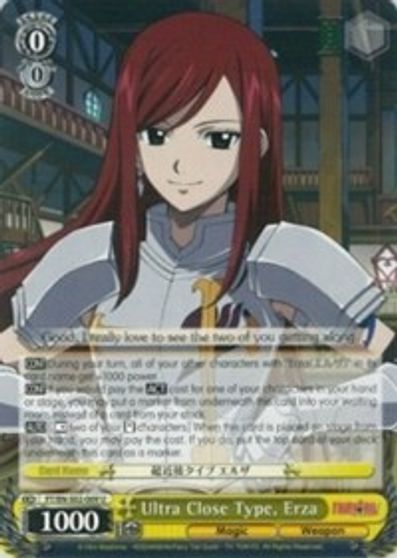 0
0
Good, I really love to see the two of you getting along
CONT During your turn, all of your other characters with "Erza/エルザ" in its
name get +1000 power.
CONT If you would pay the ACT cost for one of your characters in your hand
or stage, you may put a marker from underneath this card into your waiting
room instead of a card from your stock.
two of your characters] When this card is placed on stage from
your hand, you may pay the cost. If you do, put the top card of your deck
underneath this card as a marker.
Card Name
超近接タイプ エルザ
1000
Ultra Close Type, Erza
FAIRY TAIL
Magic
Weapon